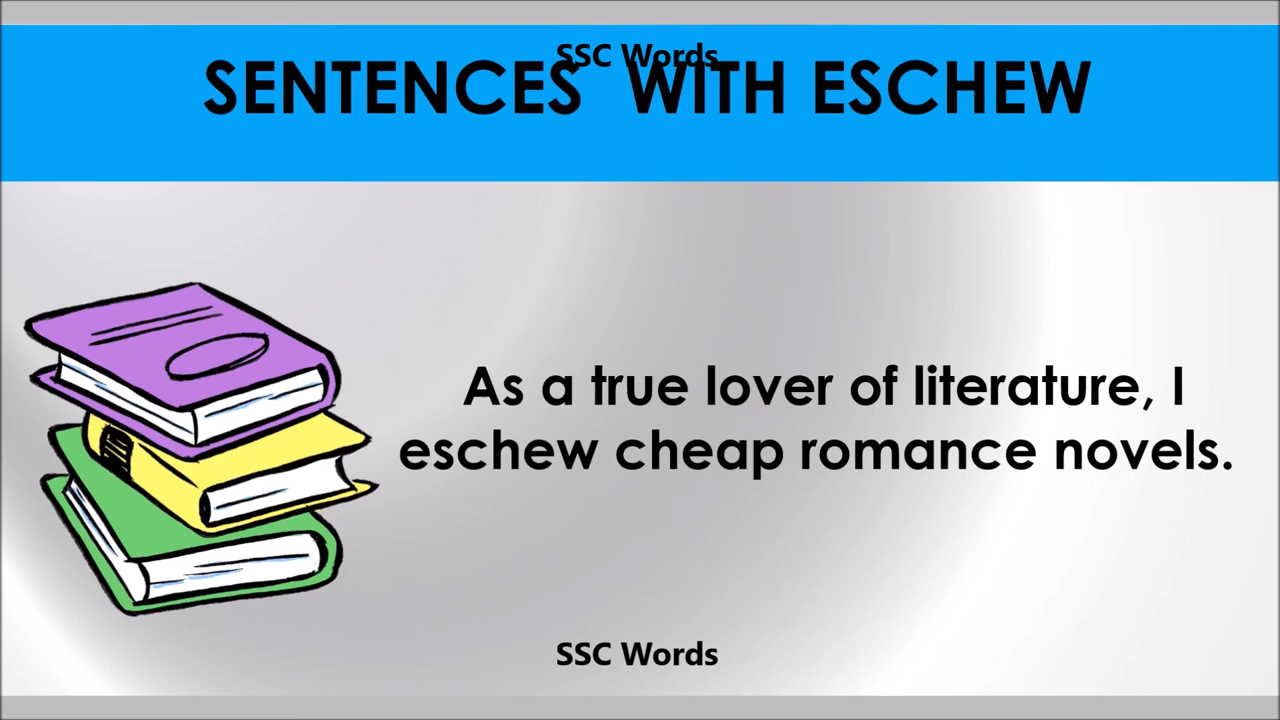 SSC Words
SENTENCES WITH ESCHEW
As a true lover of literature, I
eschew cheap romance novels.
SSC Words